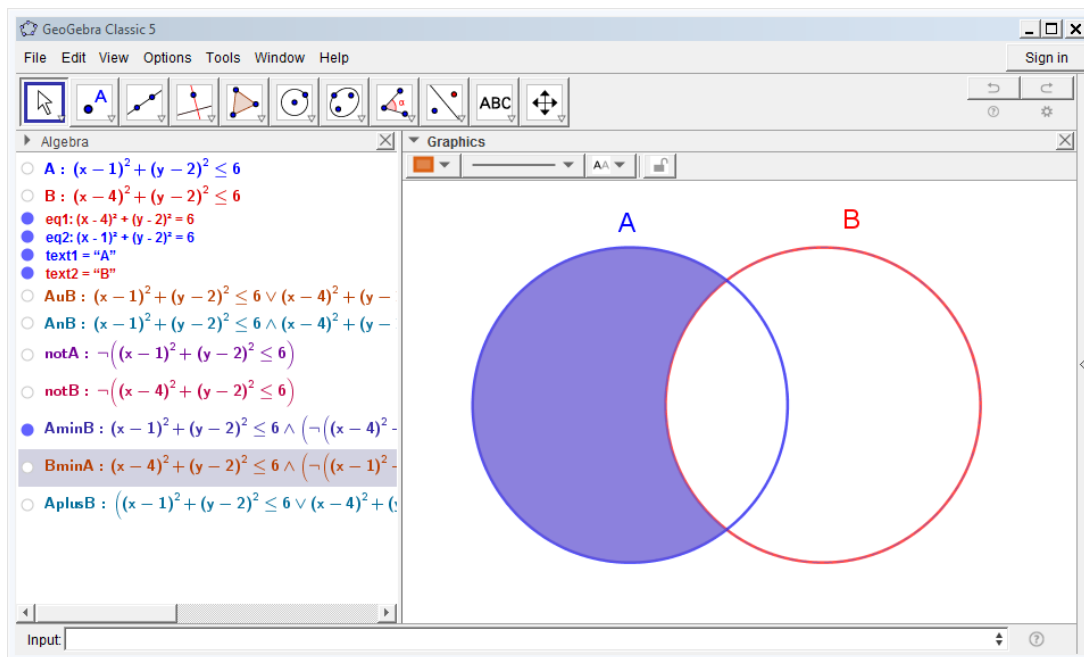 GeoGebra Classic 5
File Edit View Options Tools Window Help Sign in
A α ABC
Algebra
Graphics
AA
A : (x − 1)² + (y − 2)² ≤ 6
B : (x − 4)² + (y − 2)² ≤ 6
eq1: (x - 4)² + (y - 2)² = 6
eq2: (x - 1)² + (y - 2)² = 6
text1 = “A”
text2 = “B”
AuB : (x − 1)² + (y − 2)² ≤ 6 ∨ (x − 4)² + (y −
AnB : (x − 1)² + (y − 2)² ≤ 6 ∧ (x − 4)² + (y −
notA : ¬((x − 1)² + (y − 2)² ≤ 6)
notB : ¬((x − 4)² + (y − 2)² ≤ 6)
AminB : (x − 1)² + (y − 2)² ≤ 6 ∧ (¬((x − 4)² -
BminA : (x − 4)² + (y − 2)² ≤ 6 ∧ (¬((x − 1)² -
AplusB : ((x − 1)² + (y − 2)² ≤ 6 ∨ (x − 4)² + (y
A
B
Input: